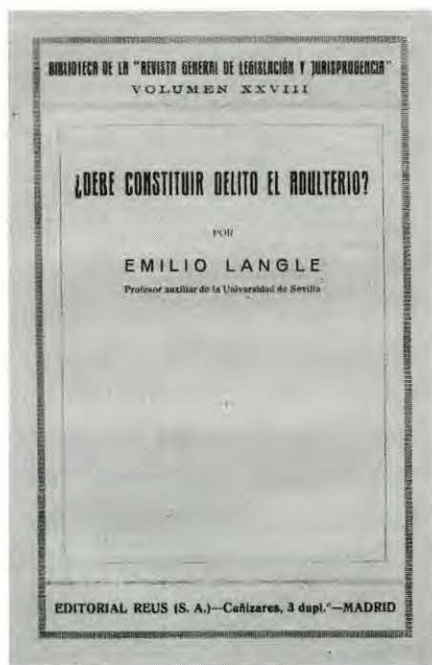 BIBLIOTECA DE LA "REVISTA GENERAL DE LEGISLACIÓN Y JURISPRUDENCIA"
VOLUMEN XXVIII
¿DEBE CONSTITUIR DELITO EL ADULTERIO?
POR
EMILIO LANGLE
Profesor auxiliar de la Universidad de Sevilla
EDITORIAL REUS (S. A.)—Cañizares, 3 dupl.º—MADRID